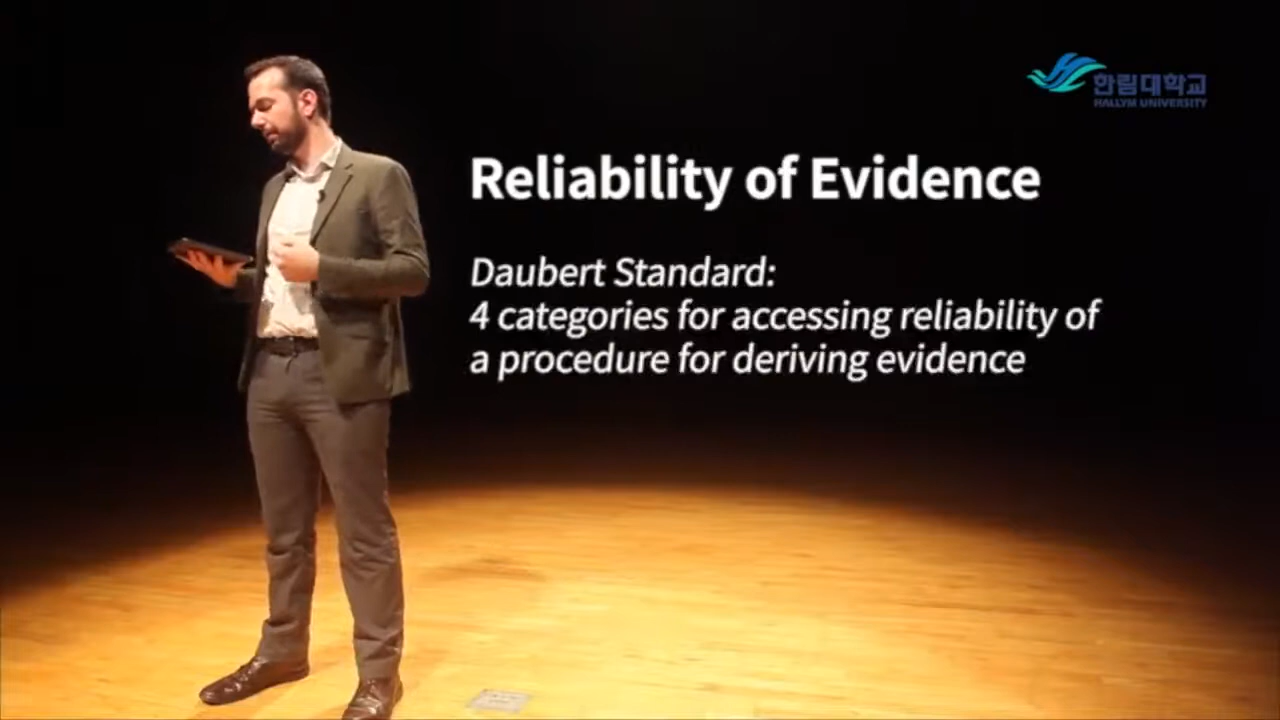 한림대학교
HALLYM UNIVERSITY
Reliability of Evidence
Daubert Standard:
4 categories for accessing reliability of
a procedure for deriving evidence